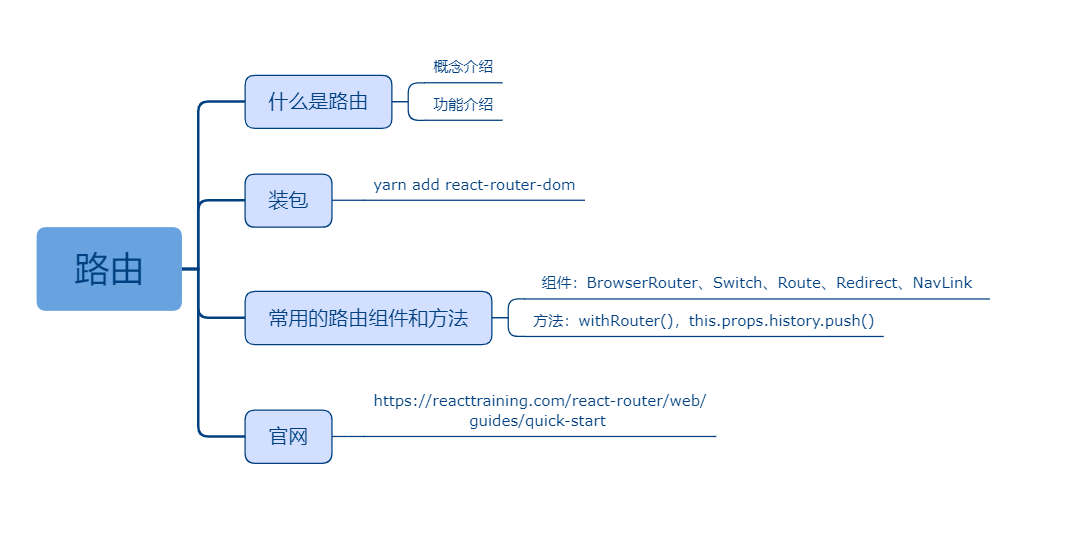 路由
什么是路由
概念介绍
功能介绍
装包
yarn add react-router-dom
常用的路由组件和方法
组件：BrowserRouter、Switch、Route、Redirect、NavLink
方法：withRouter()，this.props.history.push()
官网
https://reacttraining.com/react-router/web/
guides/quick-start